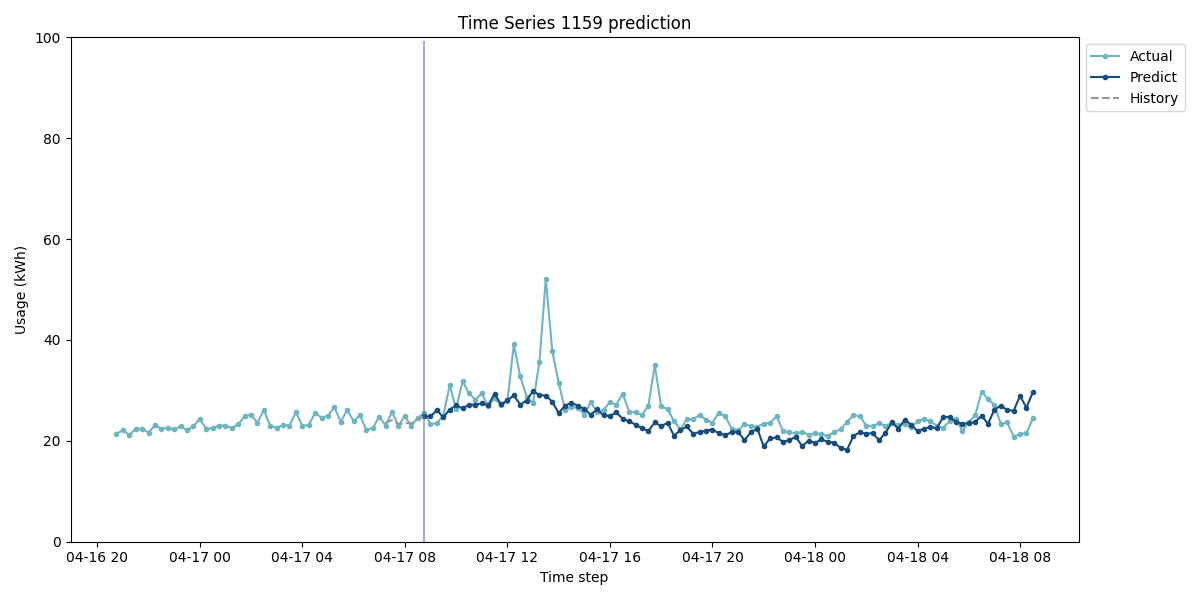 Time Series 1159 prediction
100
80
60
40
20
0
Usage (kWh)
04-16 20 04-17 00 04-17 04 04-17 08 04-17 12 04-17 16 04-17 20 04-18 00 04-18 04 04-18 08
Time step
Actual
Predict
History